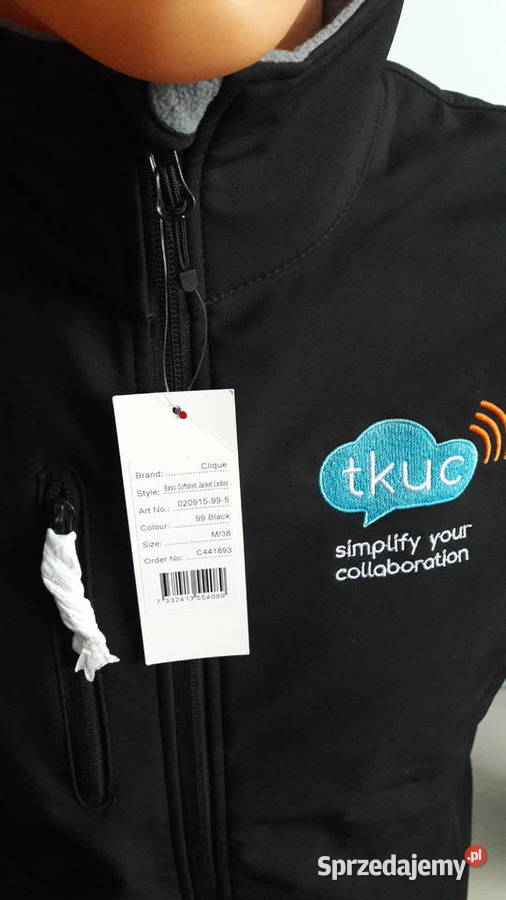 Brand: ............... Clique
Style: Basic Softshell Jacket Ladies
Art No.: ..... 020915-99-5
Colour: ............ 99 Black
Size: ................... M/38
Order No: ......... C441893
7 332413 554089
tkuc
simplify your
collaboration
Sprzedajemy.pl